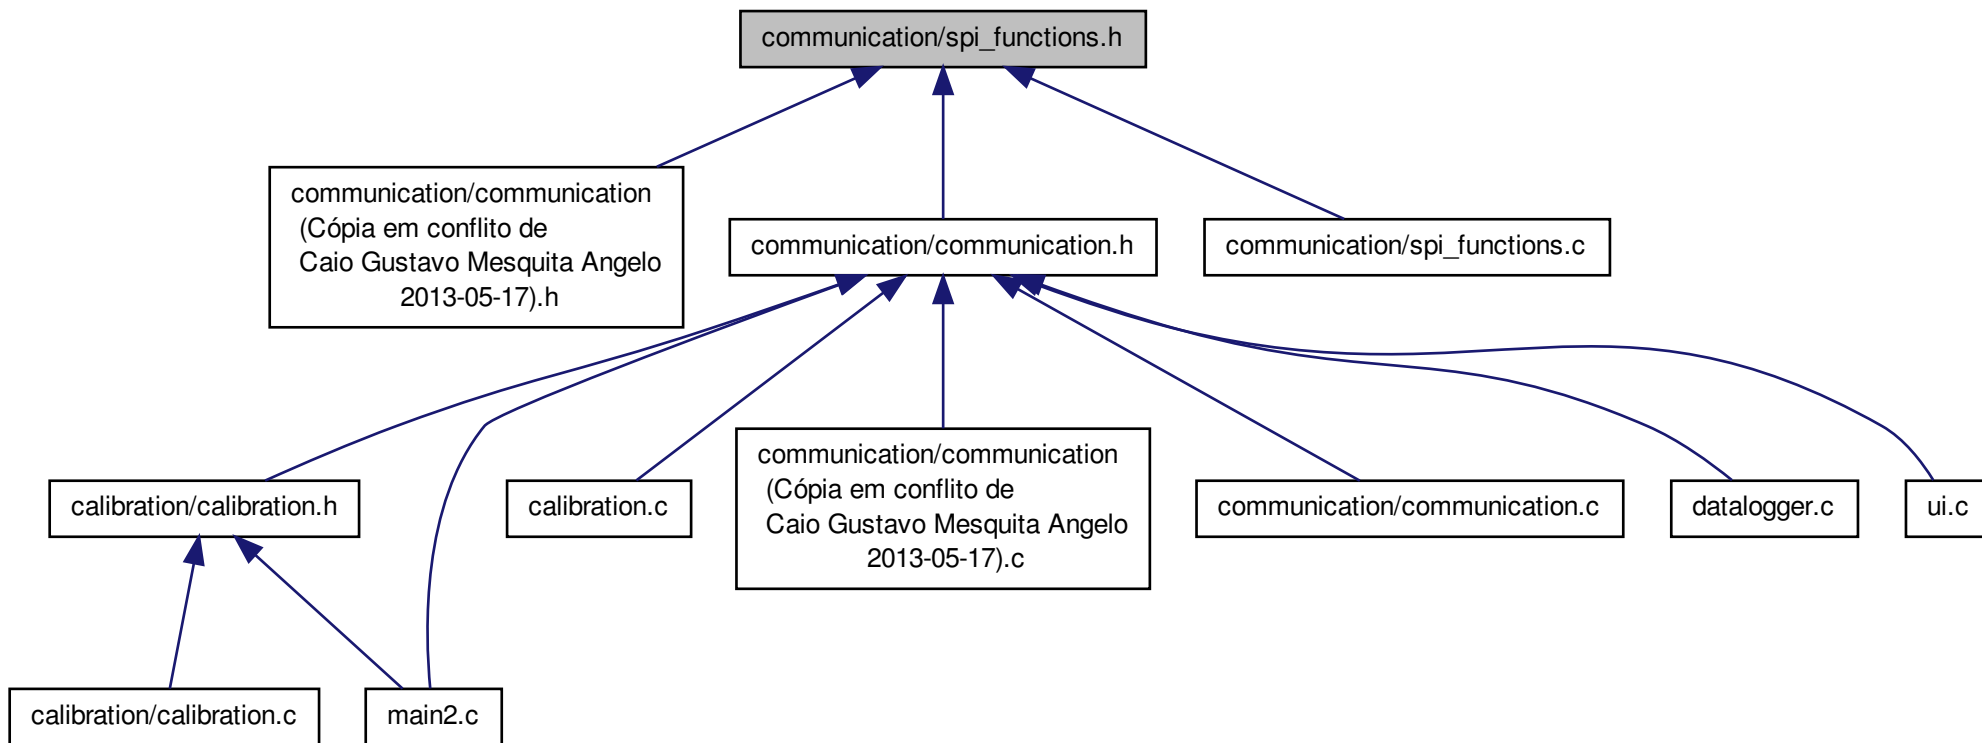 communication/spi_functions.h
communication/communication
(Cópia em conflito de
Caio Gustavo Mesquita Angelo
2013-05-17).h
communication/communication.h
communication/spi_functions.c
calibration/calibration.h
calibration.c
communication/communication
(Cópia em conflito de
Caio Gustavo Mesquita Angelo
2013-05-17).c
communication/communication.c
datalogger.c
ui.c
calibration/calibration.c
main2.c